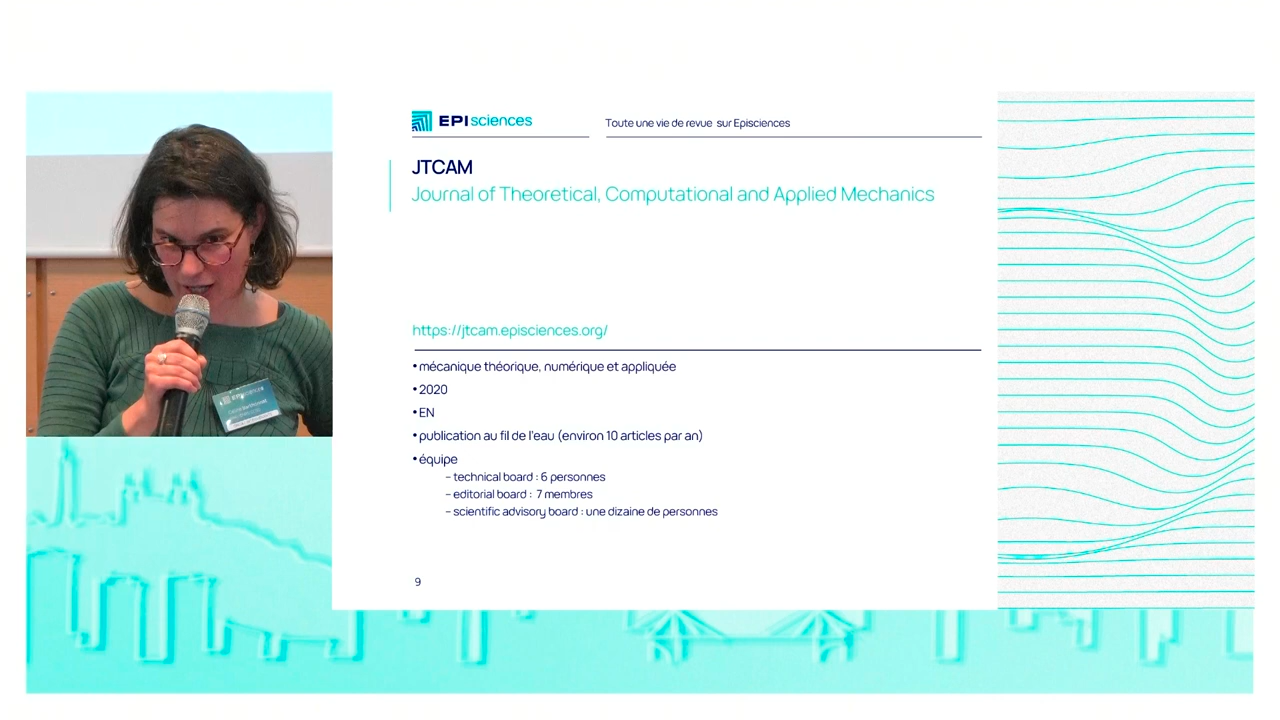 EPIsciences
Toute une vie de revue sur Episciences
JTCAM
Journal of Theoretical, Computational and Applied Mechanics
https://jtcam.episciences.org/
•mécanique théorique, numérique et appliquée
•2020
•EN
•publication au fil de l'eau (environ 10 articles par an)
•équipe
– technical board : 6 personnes
– editorial board : 7 membres
– scientific advisory board : une dizaine de personnes
9